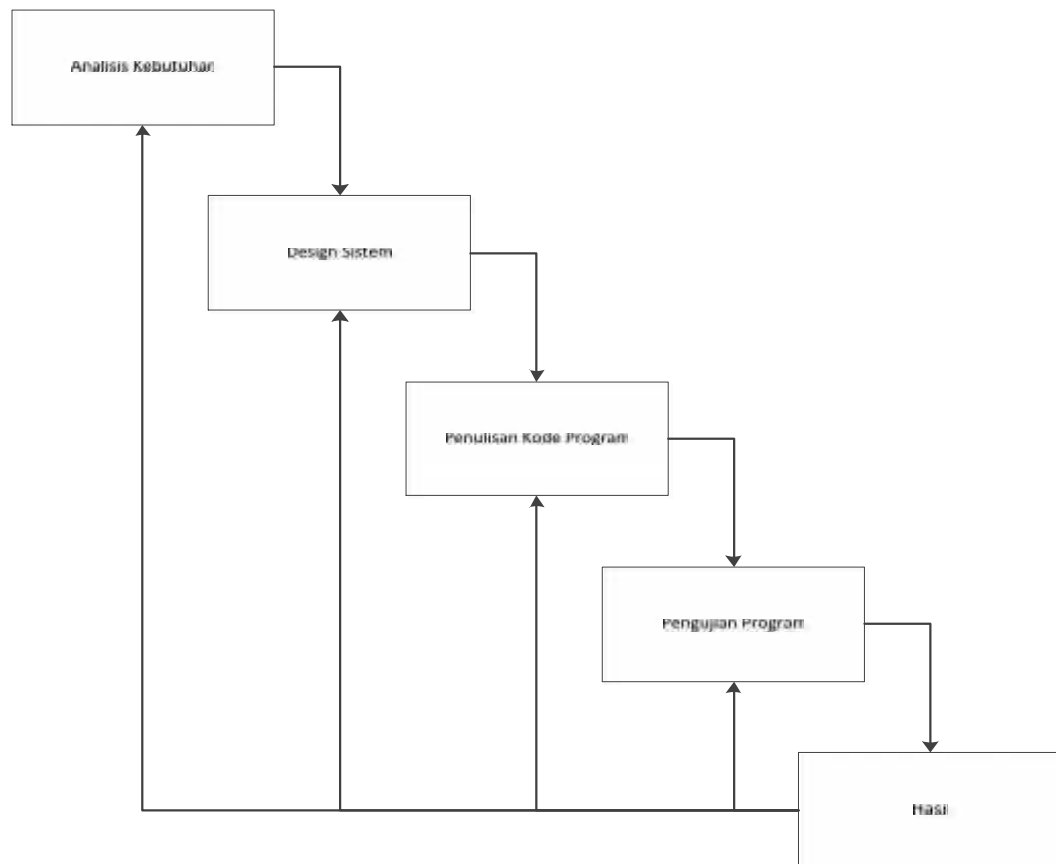 Analisis Kebutuhan
Design Sistem
Penulisan Kode Program
Pengujian Program
Hasil